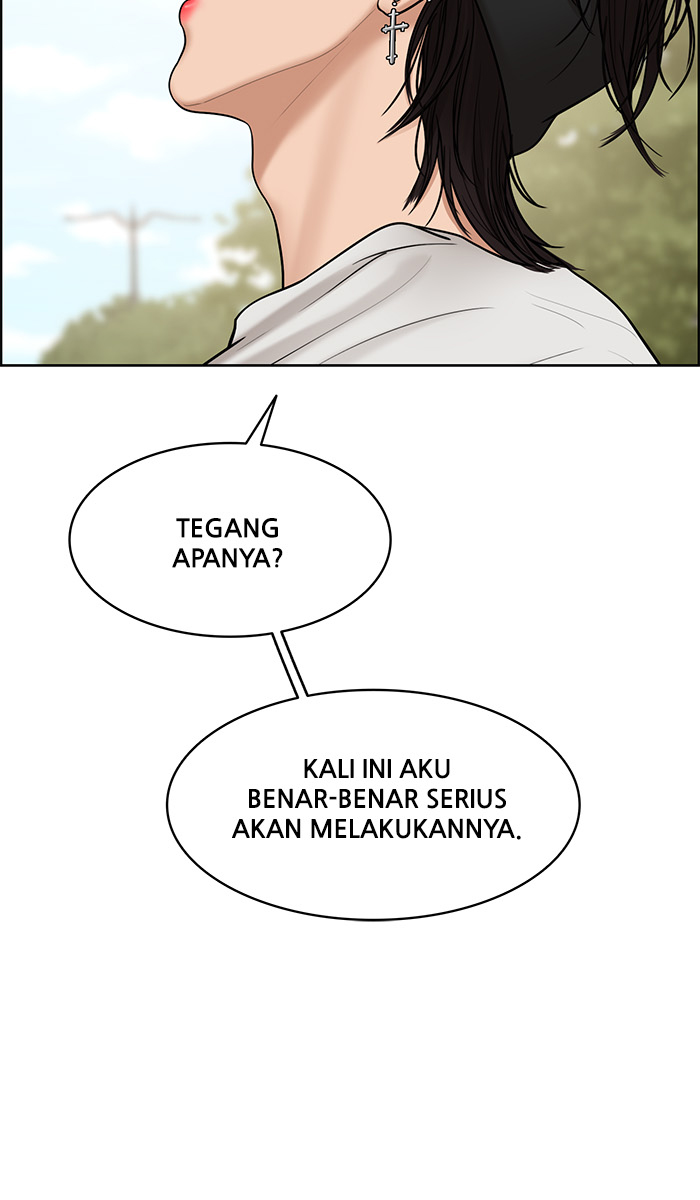 TEGANG
APANYA?
KALI INI AKU
BENAR-BENAR SERIUS
AKAN MELAKUKANNYA.